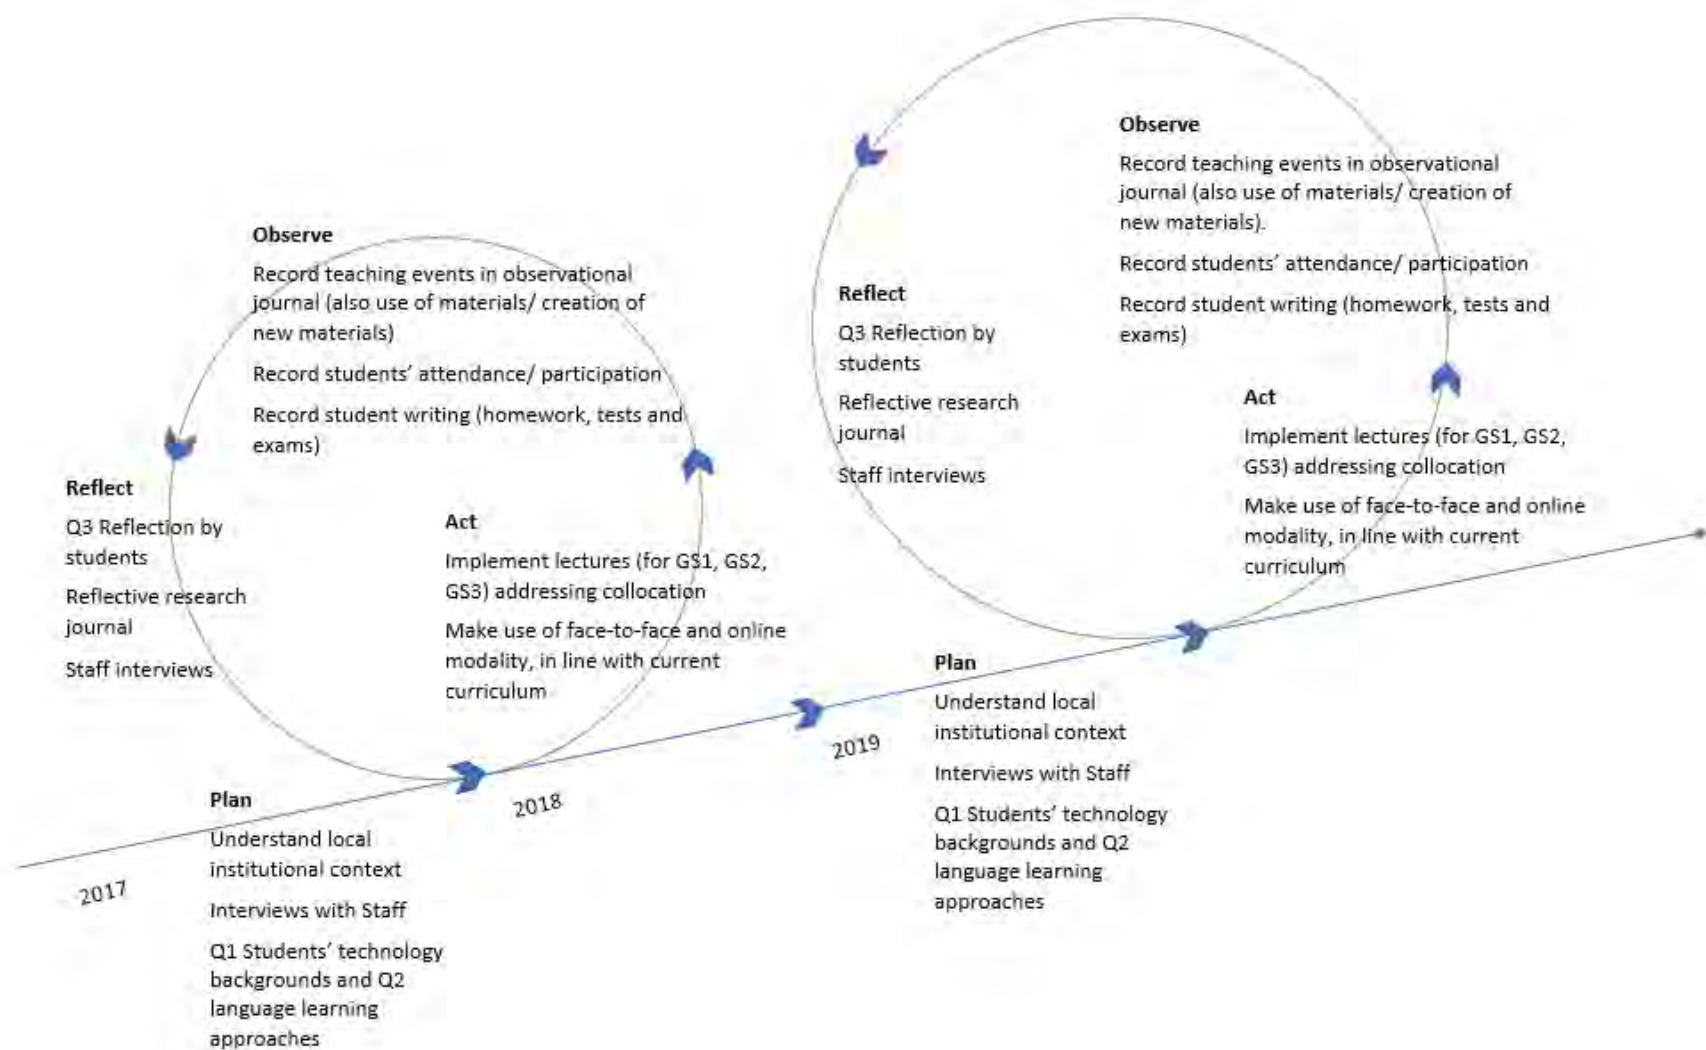 Observe
Record teaching events in observational
journal (also use of materials/ creation of
new materials)
Record students' attendance/ participation
Record student writing (homework, tests and
exams)
Reflect
Q3 Reflection by
students
Reflective research
journal
Staff interviews
Act
Implement lectures (for GS1, GS2,
GS3) addressing collocation
Make use of face-to-face and online
modality, in line with current
curriculum
Plan
Understand local
institutional context
Interviews with Staff
Q1 Students' technology
backgrounds and Q2
language learning
approaches
2017
2018
Observe
Record teaching events in observational
journal (also use of materials/ creation of
new materials).
Record students' attendance/ participation
Record student writing (homework, tests and
exams)
Reflect
Q3 Reflection by
students
Reflective research
journal
Staff interviews
Act
Implement lectures (for GS1, GS2,
GS3) addressing collocation
Make use of face-to-face and online
modality, in line with current
curriculum
2019
Plan
Understand local
institutional context
Interviews with Staff
Q1 Students' technology
backgrounds and Q2
language learning
approaches